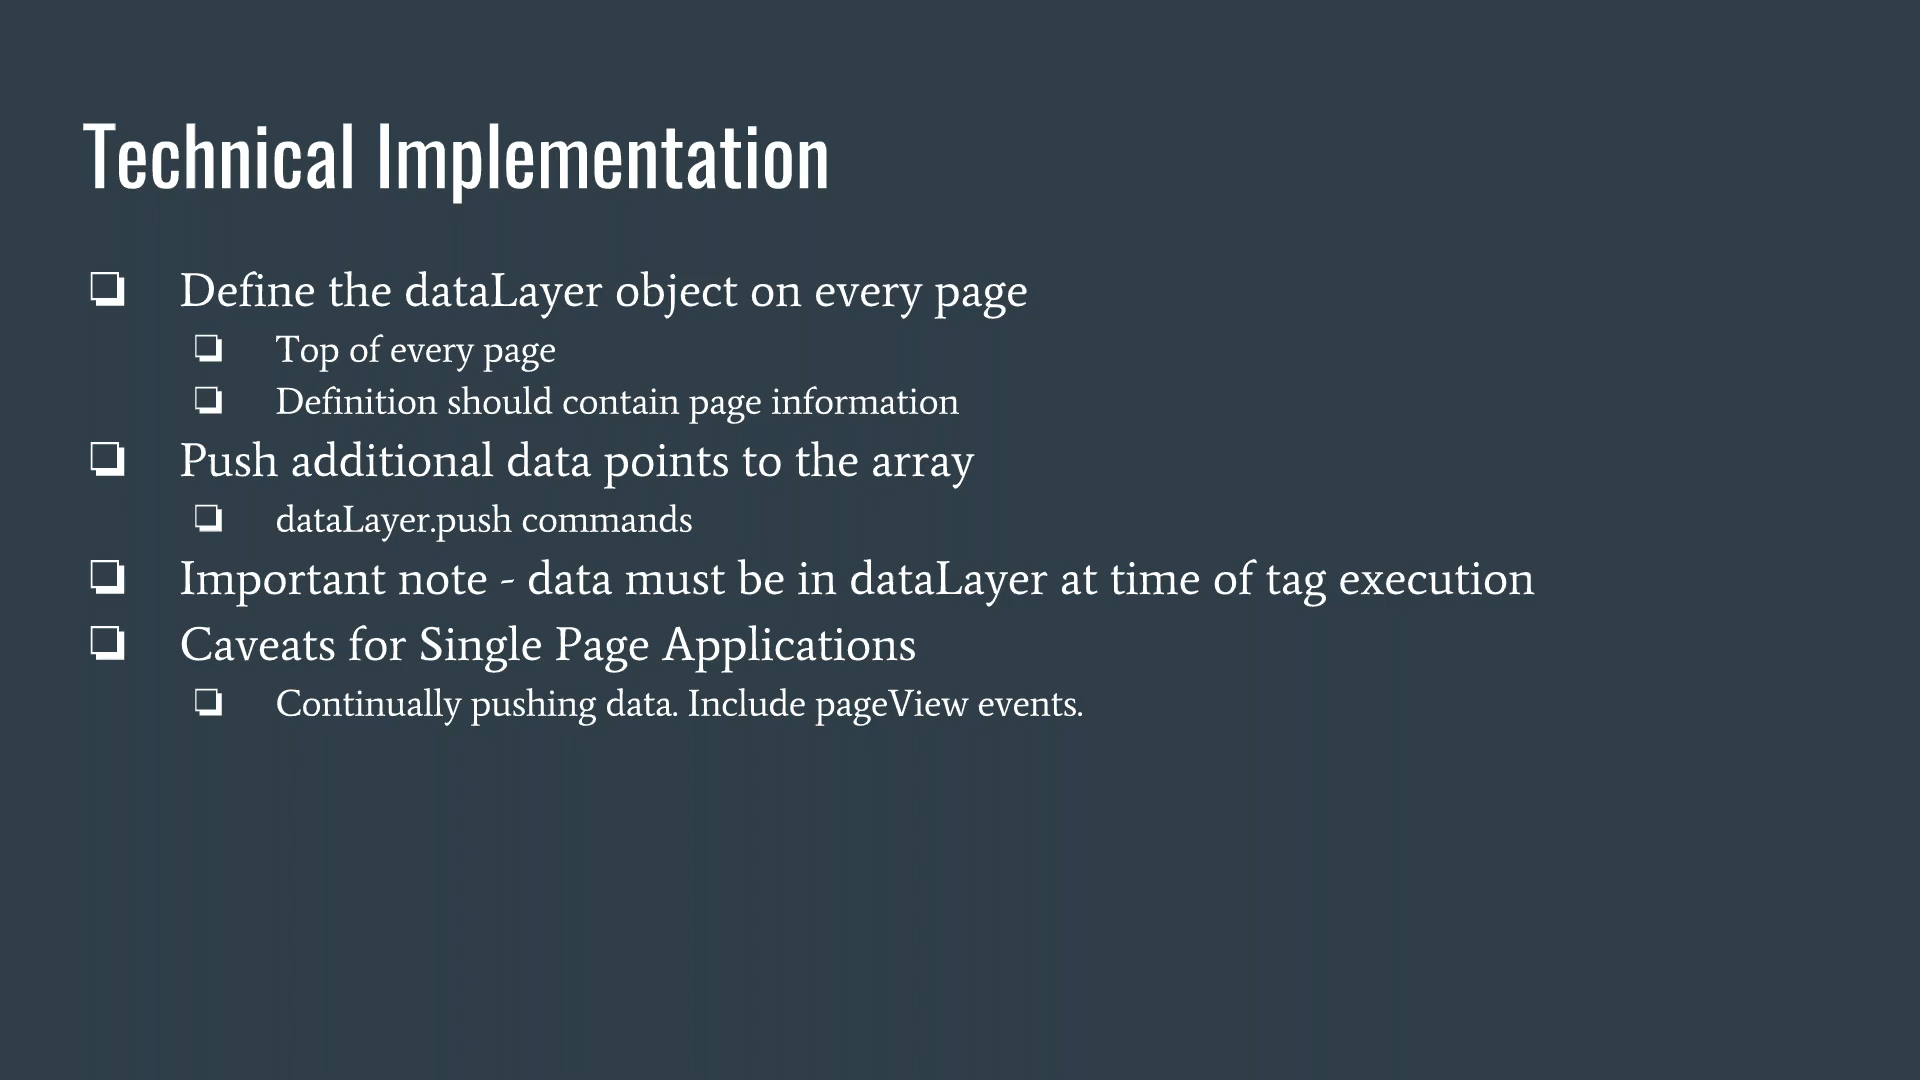 Technical Implementation
❏ Define the dataLayer object on every page
❏ Top of every page
❏ Definition should contain page information
❏ Push additional data points to the array
❏ dataLayer.push commands
❏ Important note - data must be in dataLayer at time of tag execution
❏ Caveats for Single Page Applications
❏ Continually pushing data. Include pageView events.